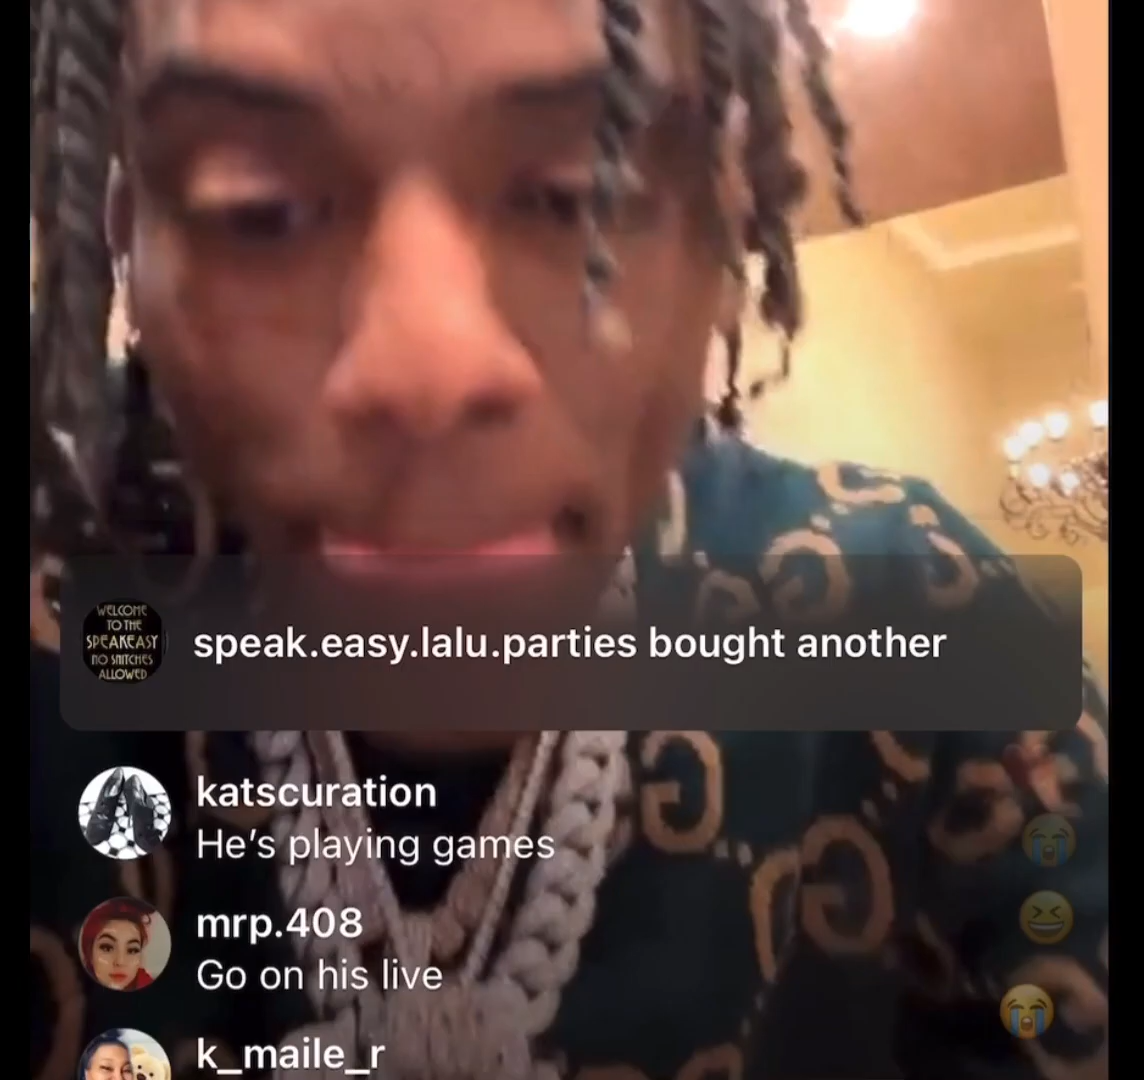 WELCOME
TO THE
SPEAKEASY
NO SNITCHES
ALLOWED
speak.easy.lalu.parties bought another
katscuration
He’s playing games
mrp.408
Go on his live
k_maile_r